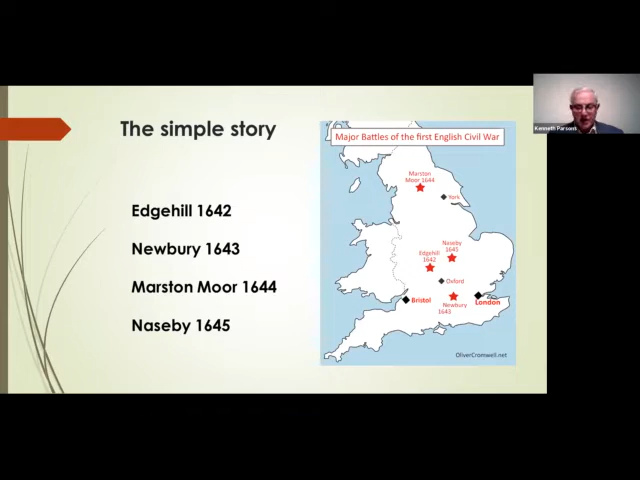 The simple story
Edgehill 1642
Newbury 1643
Marston Moor 1644
Naseby 1645
Major Battles of the first English Civil War
Marston
Moor 1644
York
Naseby
1645
Edgehill
1642
Oxford
Bristol
London
Newbury
1643
OliverCromwell.net
Kenneth Parsons